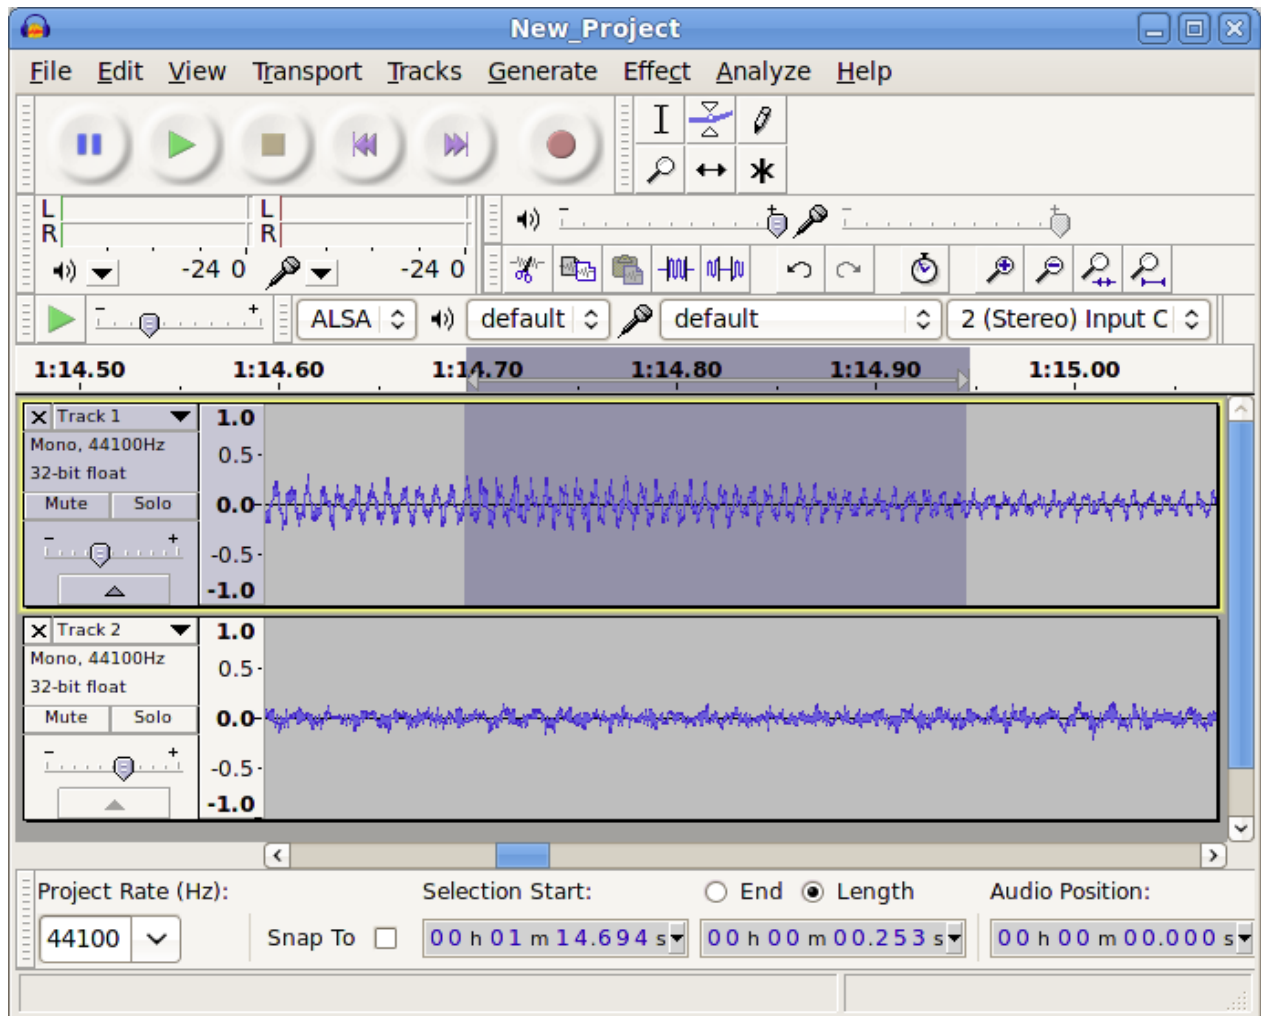 New_Project
File Edit View Transport Tracks Generate Effect Analyze Help
L L
R R
-24 0 -24 0
ALSA default default 2 (Stereo) Input C
1:14.50 1:14.60 1:14.70 1:14.80 1:14.90 1:15.00
X Track 1 1.0
Mono, 44100Hz 0.5
32-bit float
Mute Solo 0.0
- + -0.5
-1.0
X Track 2 1.0
Mono, 44100Hz 0.5
32-bit float
Mute Solo 0.0
- + -0.5
-1.0
Project Rate (Hz): Selection Start: End Length Audio Position:
44100 Snap To 00 h 01 m 14.694 s 00 h 00 m 00.253 s 00 h 00 m 00.000 s